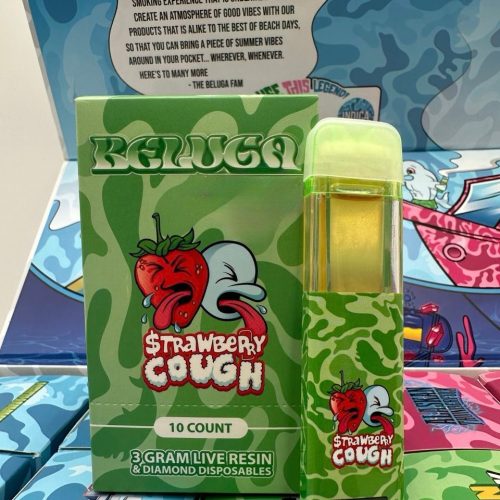 SMOKING EXPERIENCE THAT IS
CREATE AN ATMOSPHERE OF GOOD VIBES WITH OUR
PRODUCTS THAT IS ALIKE TO THE BEST OF BEACH DAYS,
SO THAT YOU CAN BRING A PIECE OF SUMMER VIBES
AROUND IN YOUR POCKET... WHEREVER, WHENEVER.
HERE'S TO MANY MORE
- THE BELUGA FAM
THIS
LEGEND
INDICA
BELUGA
$TRAWBERRY
COUGH
10 COUNT
3 GRAM LIVE RESIN
& DIAMOND DISPOSABLES
$TRAWBERRY
COUGH